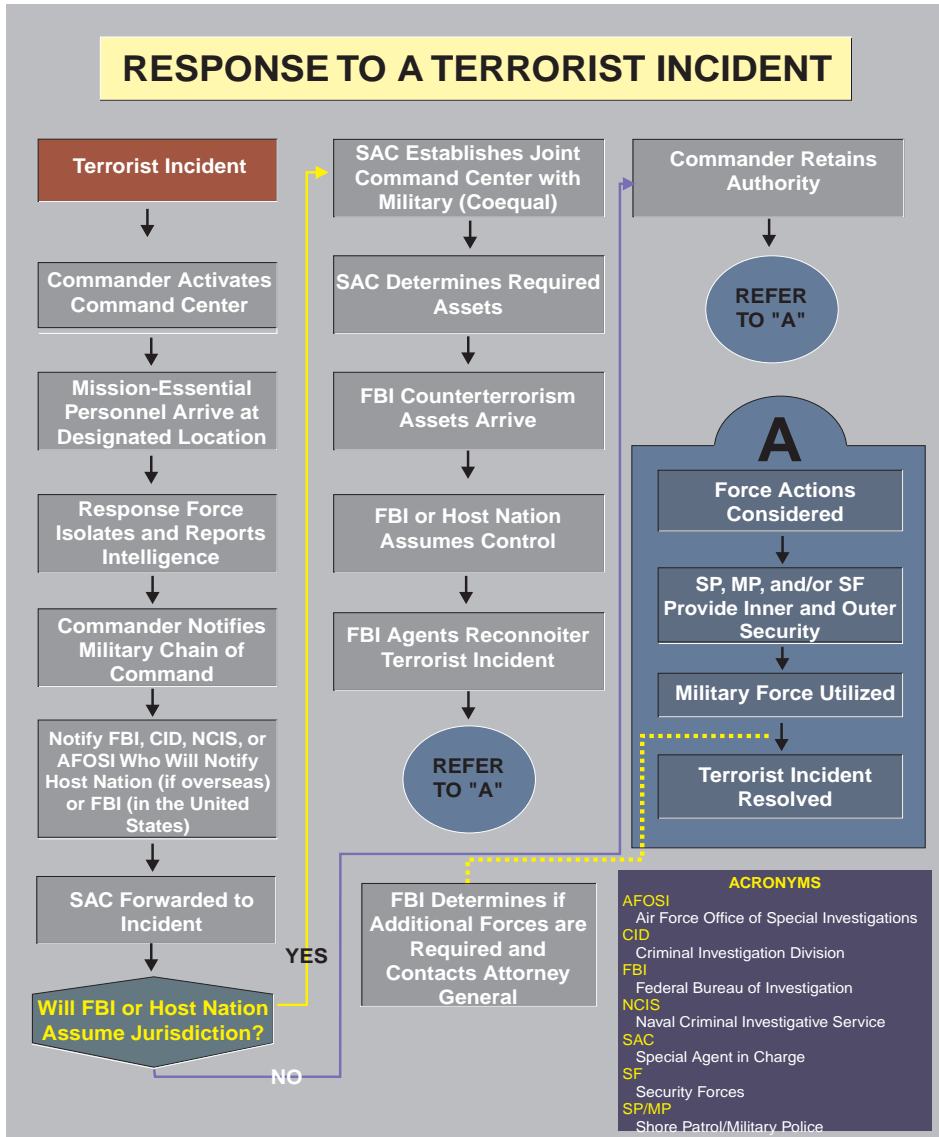 RESPONSE TO A TERRORIST INCIDENT
Terrorist Incident
Commander Activates
Command Center
Mission-Essential
Personnel Arrive at
Designated Location
Response Force
Isolates and Reports
Intelligence
Commander Notifies
Military Chain of
Command
Notify FBI, CID, NCIS, or
AFOSI Who Will Notify
Host Nation (if overseas)
or FBI (in the United
States)
SAC Forwarded to
Incident
Will FBI or Host Nation
Assume Jurisdiction?
YES
NO
SAC Establishes Joint
Command Center with
Military (Coequal)
SAC Determines Required
Assets
FBI Counterterrorism
Assets Arrive
FBI or Host Nation
Assumes Control
FBI Agents Reconnoiter
Terrorist Incident
REFER
TO "A"
FBI Determines if
Additional Forces are
Required and
Contacts Attorney
General
Commander Retains
Authority
REFER
TO "A"
A
Force Actions
Considered
SP, MP, and/or SF
Provide Inner and Outer
Security
Military Force Utilized
Terrorist Incident
Resolved
ACRONYMS
AFOSI
Air Force Office of Special Investigations
CID
Criminal Investigation Division
FBI
Federal Bureau of Investigation
NCIS
Naval Criminal Investigative Service
SAC
Special Agent in Charge
SF
Security Forces
SP/MP
Shore Patrol/Military Police